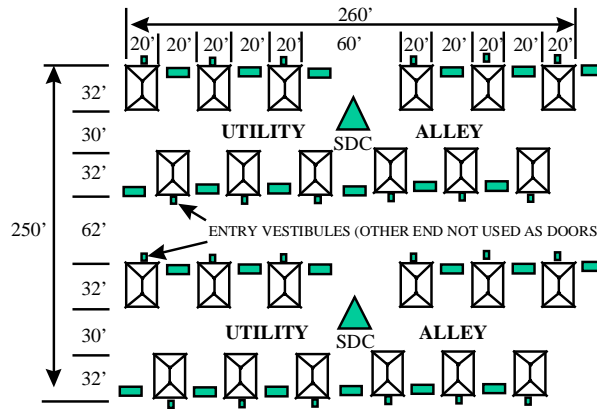 260’
20’ 20’ 20’ 20’ 20’ 60’ 20’ 20’ 20’ 20’ 20’
32’
30’
UTILITY ALLEY
SDC
32’
250’
62’
ENTRY VESTIBULES (OTHER END NOT USED AS DOORS
32’
30’
UTILITY ALLEY
SDC
32’